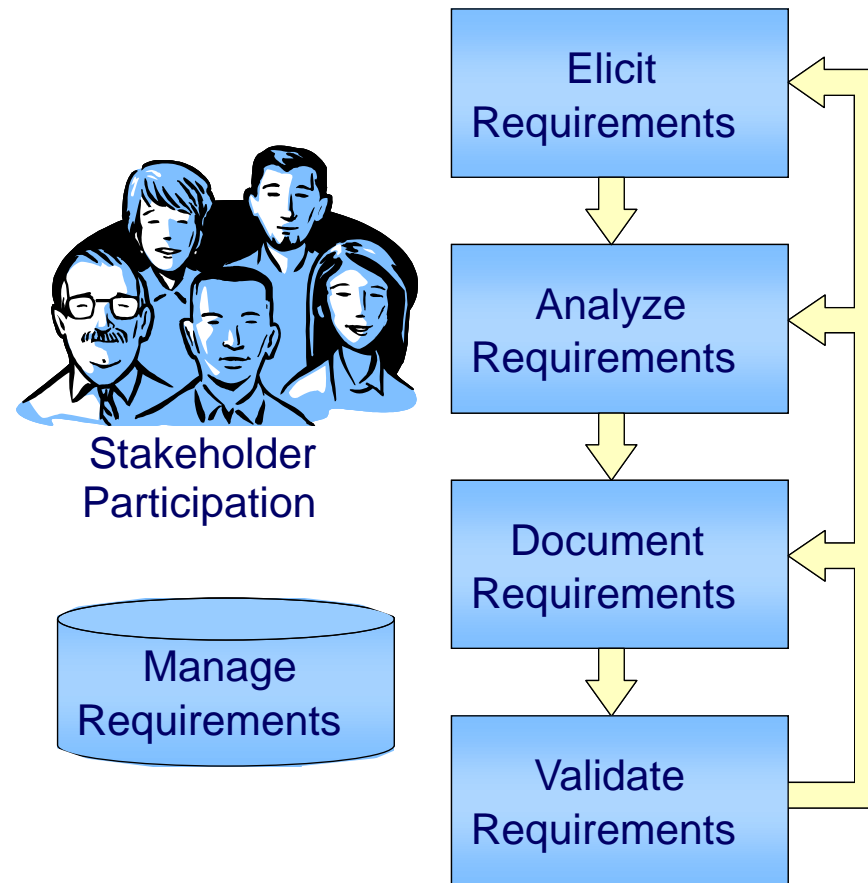 Elicit
Requirements
Analyze
Requirements
Stakeholder
Participation
Document
Requirements
Manage
Requirements
Validate
Requirements